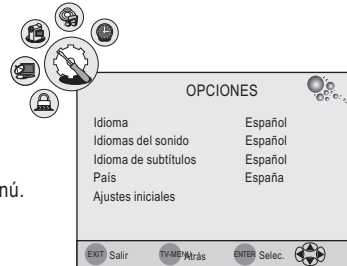 OPCIONES
Idioma Español
Idiomas del sonido Español
Idioma de subtítulos Español
País España
Ajustes iniciales
nú.
EXIT Salir TV-MENU Atrás ENTER Selec.